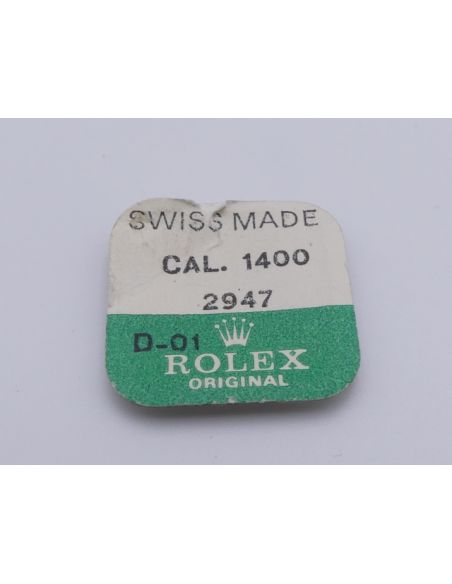 SWISS MADE
CAL. 1400
2947
D-01
ROLEX
ORIGINAL